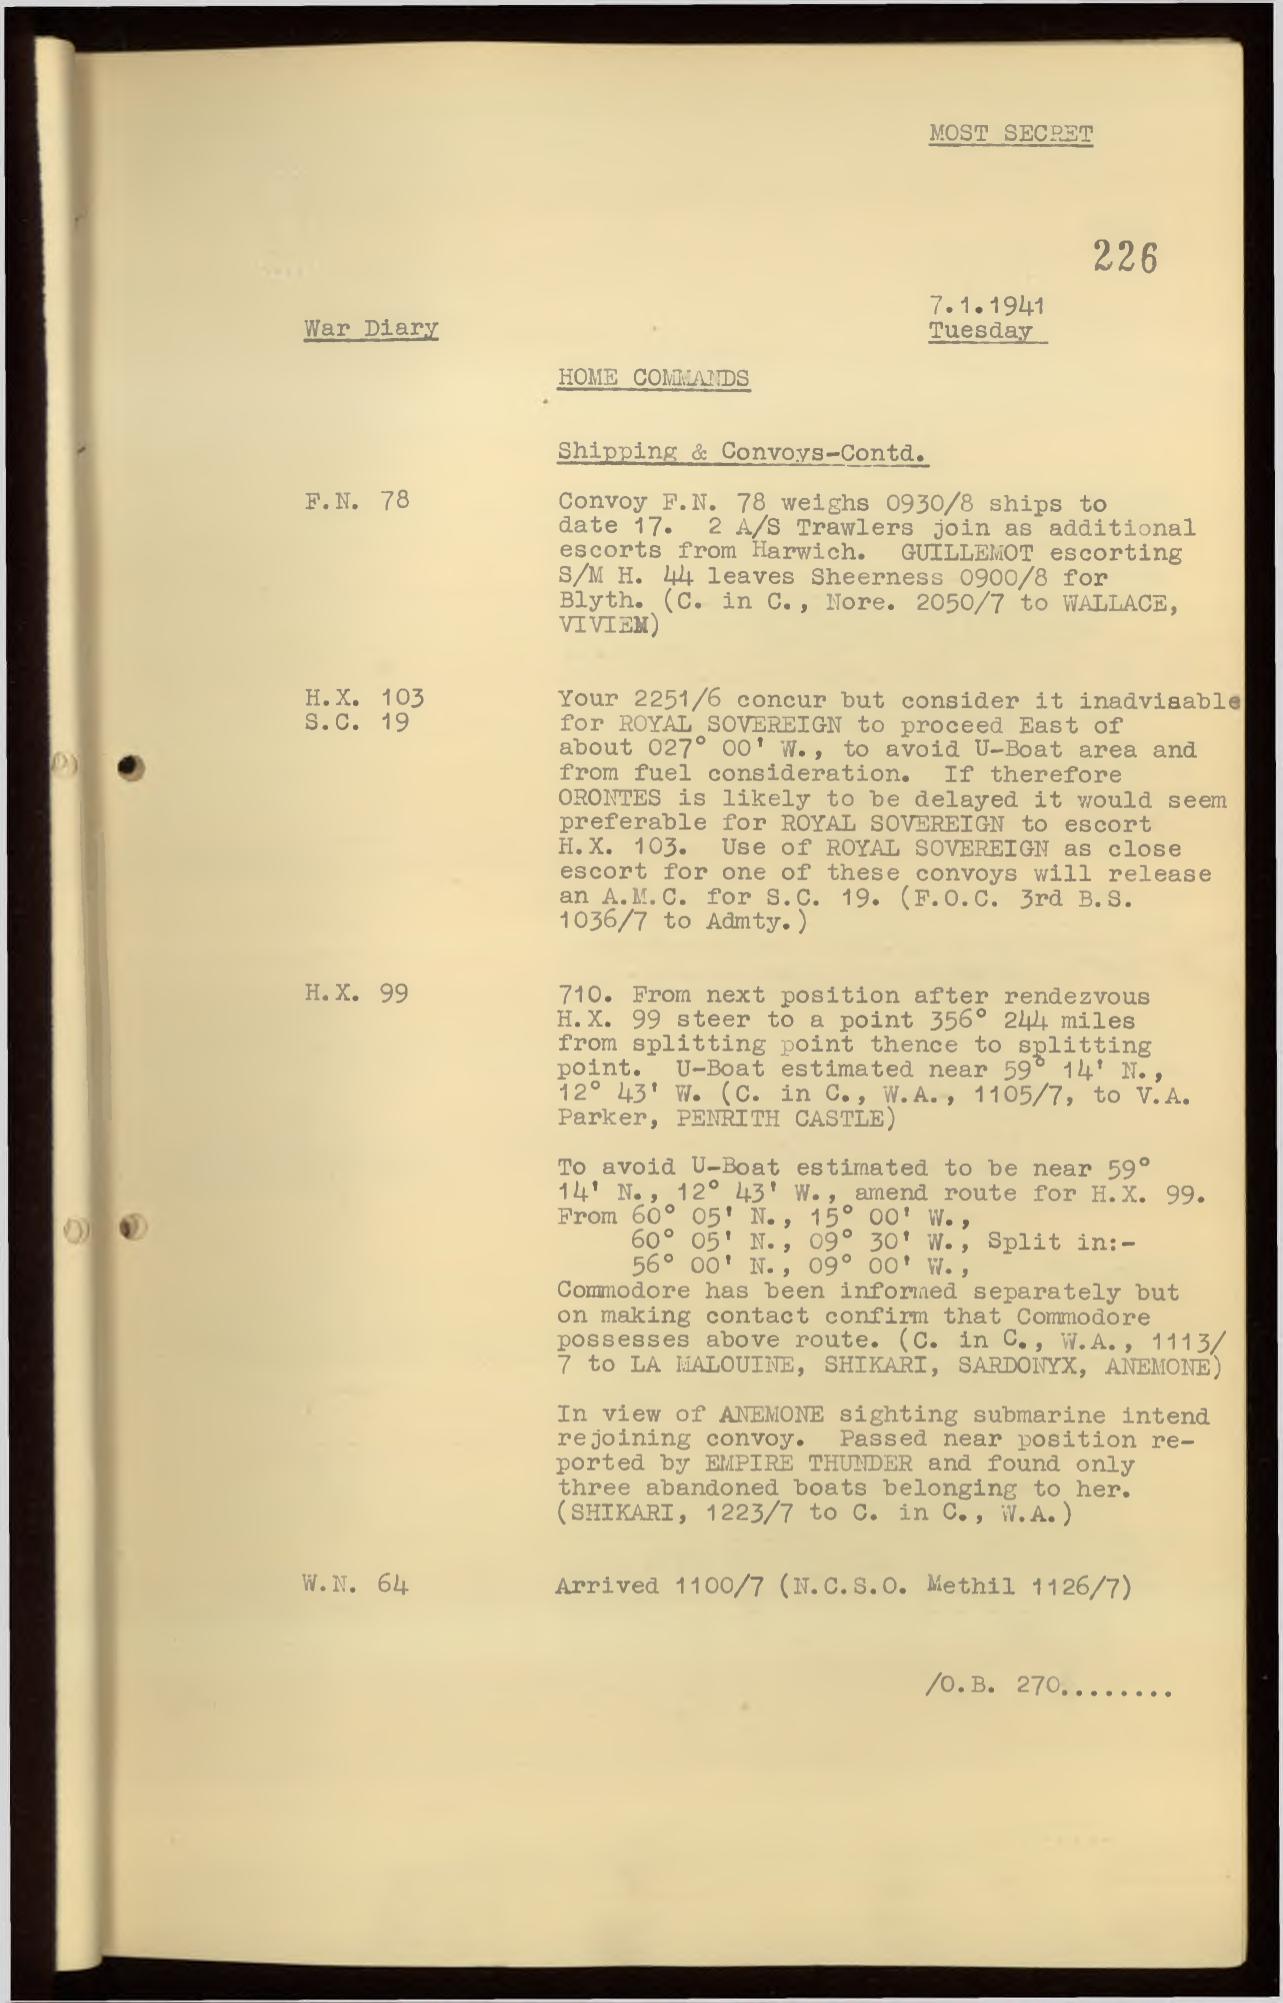 MOST SECRET
226
7.1.1941
War Diary
Tuesday
HOME COMMANDS
Shipping & Convoys-Contd.
F.N. 78 Convoy F.N. 78 weighs 0930/8 ships to
date 17. 2 A/S Trawlers join as additional
escorts from Harwich. GUILLEMOT escorting
S/M H. 44 leaves Sheerness 0900/8 for
Blyth. (C. in C., Nore. 2050/7 to WALLACE,
VIVIEN)
H.X. 103 Your 2251/6 concur but consider it inadvisable
S.C. 19 for ROYAL SOVEREIGN to proceed East of
about 027° 00' W., to avoid U-Boat area and
from fuel consideration. If therefore
ORONTES is likely to be delayed it would seem
preferable for ROYAL SOVEREIGN to escort
H.X. 103. Use of ROYAL SOVEREIGN as close
escort for one of these convoys will release
an A.M.C. for S.C. 19. (F.O.C. 3rd B.S.
1036/7 to Admty.)
H.X. 99 710. From next position after rendezvous
H.X. 99 steer to a point 356° 244 miles
from splitting point thence to splitting
point. U-Boat estimated near 59° 14' N.,
12° 43' W. (C. in C., W.A., 1105/7, to V.A.
Parker, PENRITH CASTLE)
To avoid U-Boat estimated to be near 59°
14' N., 12° 43' W., amend route for H.X. 99.
From 60° 05' N., 15° 00' W.,
60° 05' N., 09° 30' W., Split in:-
56° 00' N., 09° 00' W.,
Commodore has been informed separately but
on making contact confirm that Commodore
possesses above route. (C. in C., W.A., 1113/
7 to LA MALOUINE, SHIKARI, SARDONYX, ANEMONE)
In view of ANEMONE sighting submarine intend
rejoining convoy. Passed near position re-
ported by EMPIRE THUNDER and found only
three abandoned boats belonging to her.
(SHIKARI, 1223/7 to C. in C., W.A.)
W.N. 64 Arrived 1100/7 (N.C.S.O. Methil 1126/7)
/O.B. 270........